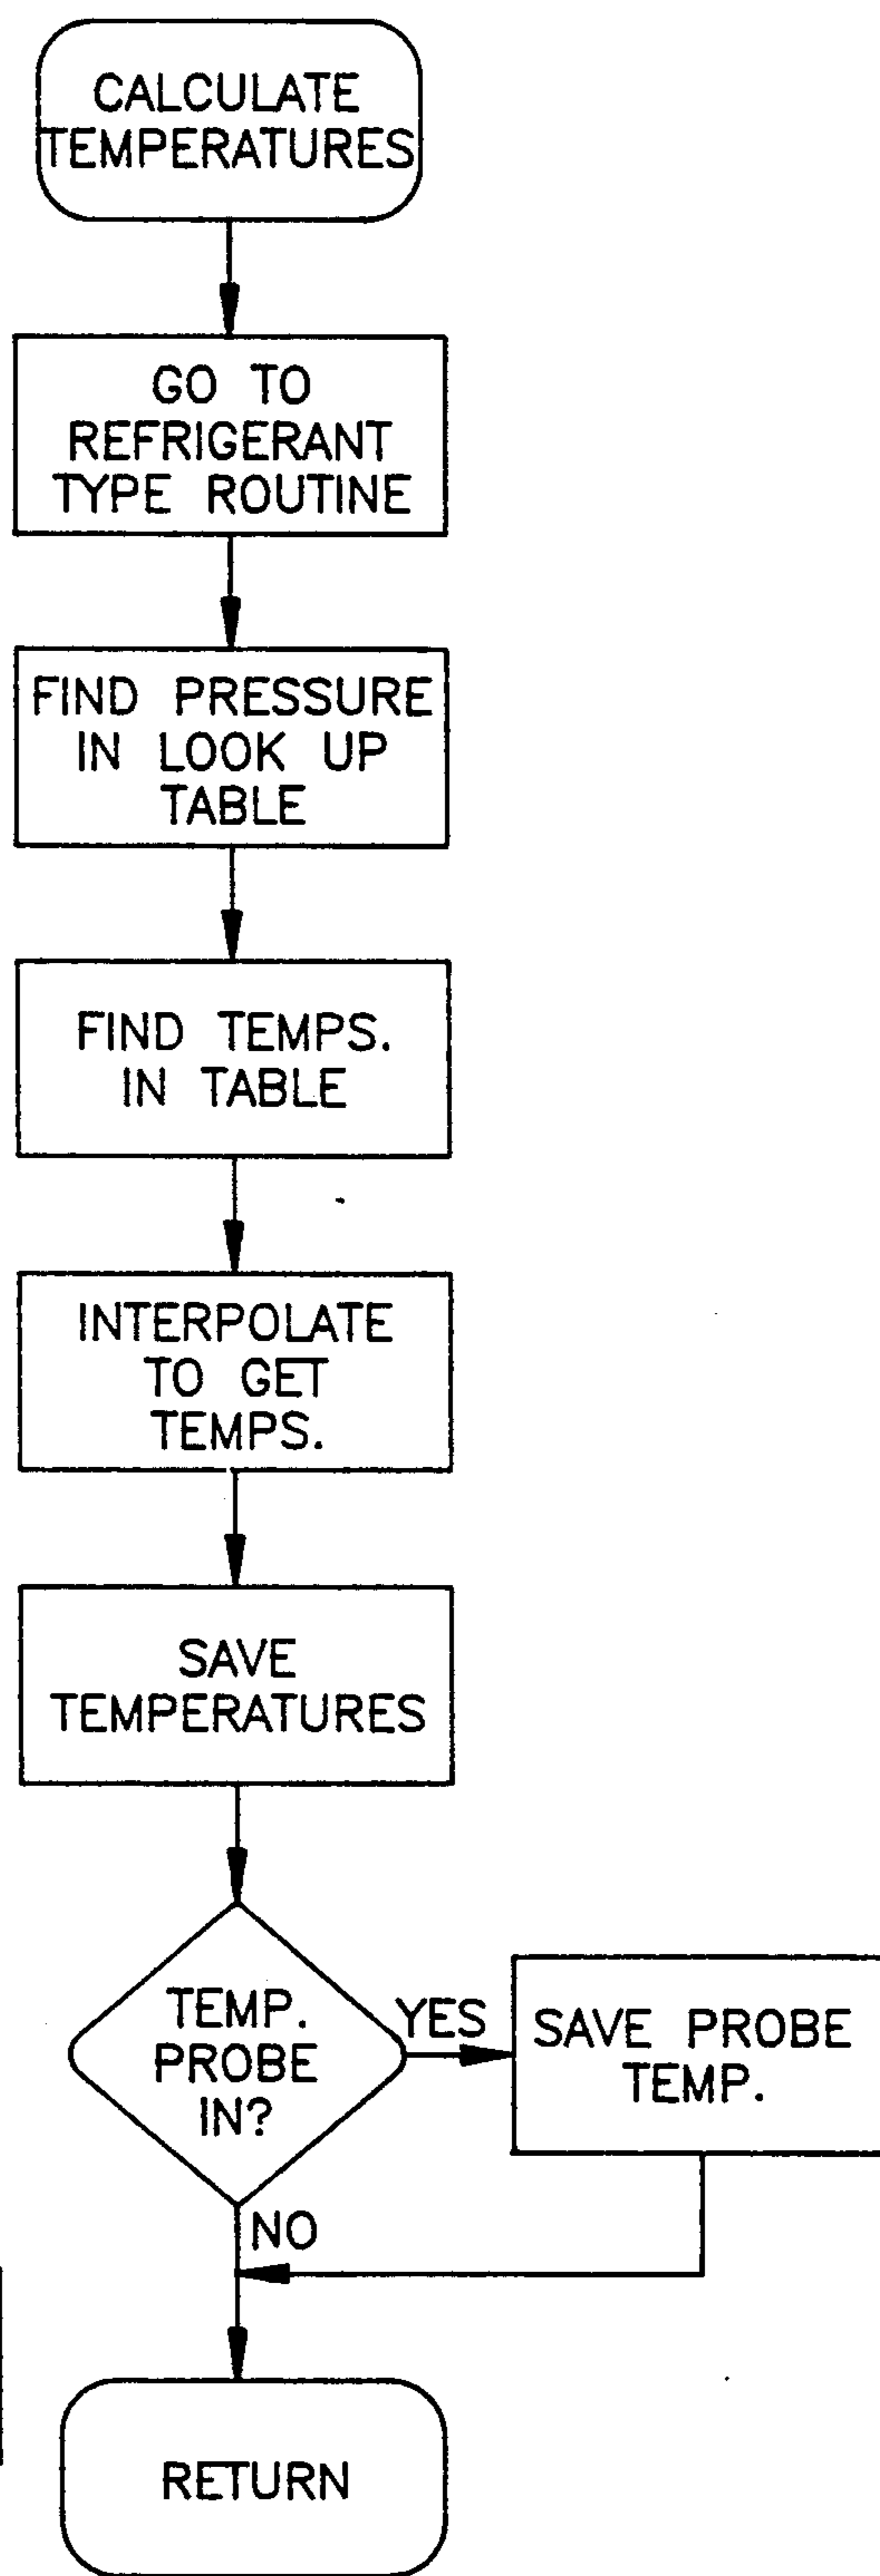 CALCULATE
TEMPERATURES
GO TO
REFRIGERANT
TYPE ROUTINE
FIND PRESSURE
IN LOOK UP
TABLE
FIND TEMPS.
IN TABLE
INTERPOLATE
TO GET
TEMPS.
SAVE
TEMPERATURES
TEMP.
PROBE
IN?
YES
SAVE PROBE
TEMP.
NO
RETURN